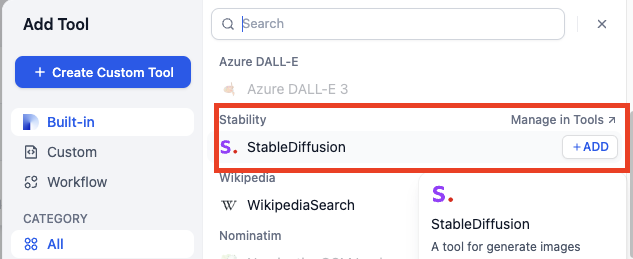 Add Tool
+ Create Custom Tool
Built-in
Custom
Workflow
CATEGORY
All
Search
Azure DALL-E
Azure DALL-E 3
Stability
Manage in Tools
S. StableDiffusion
+ ADD
Wikipedia
W WikipediaSearch
Nominatim
S.
StableDiffusion
A tool for generate images